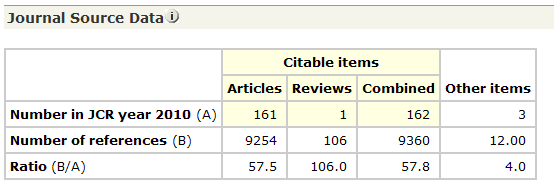 Journal Source Data i
Citable items
Articles Reviews Combined Other items
Number in JCR year 2010 (A) 161 1 162 3
Number of references (B) 9254 106 9360 12.00
Ratio (B/A) 57.5 106.0 57.8 4.0